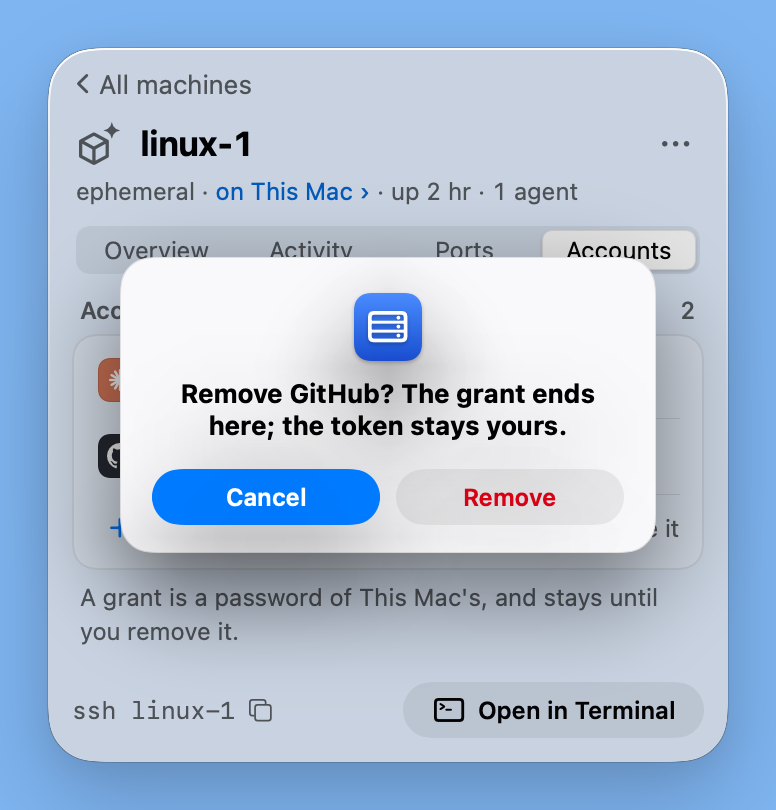 All machines
linux-1
ephemeral · on This Mac › · up 2 hr · 1 agent
Overview Activity Ports Accounts
2
Remove GitHub? The grant ends
here; the token stays yours.
Cancel Remove
it
A grant is a password of This Mac's, and stays until
you remove it.
ssh linux-1 Open in Terminal